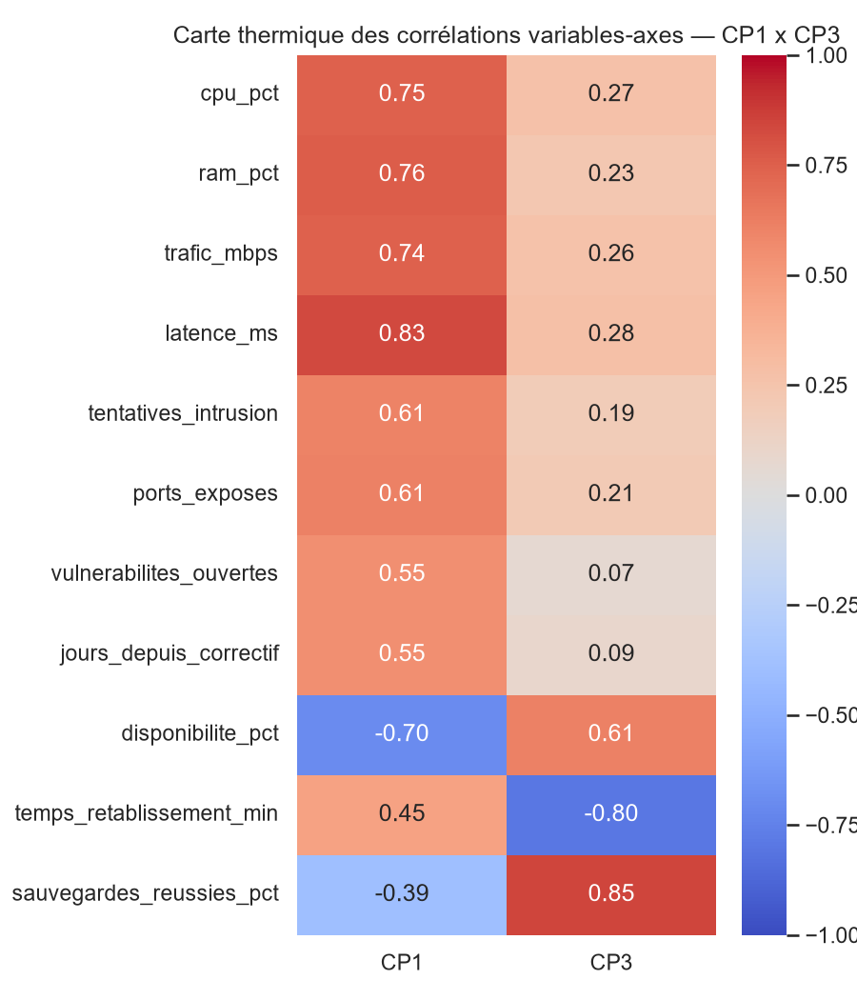 Carte thermique des corrélations variables-axes — CP1 x CP3
1.00
cpu_pct 0.75 0.27
0.75
ram_pct 0.76 0.23
trafic_mbps 0.74 0.26
0.50
latence_ms 0.83 0.28
0.25
tentatives_intrusion 0.61 0.19
ports_exposes 0.61 0.21
0.00
vulnerabilites_ouvertes 0.55 0.07
−0.25
jours_depuis_correctif 0.55 0.09
−0.50
disponibilite_pct -0.70 0.61
temps_retablissement_min 0.45 -0.80
−0.75
sauvegardes_reussies_pct -0.39 0.85
−1.00
CP1 CP3